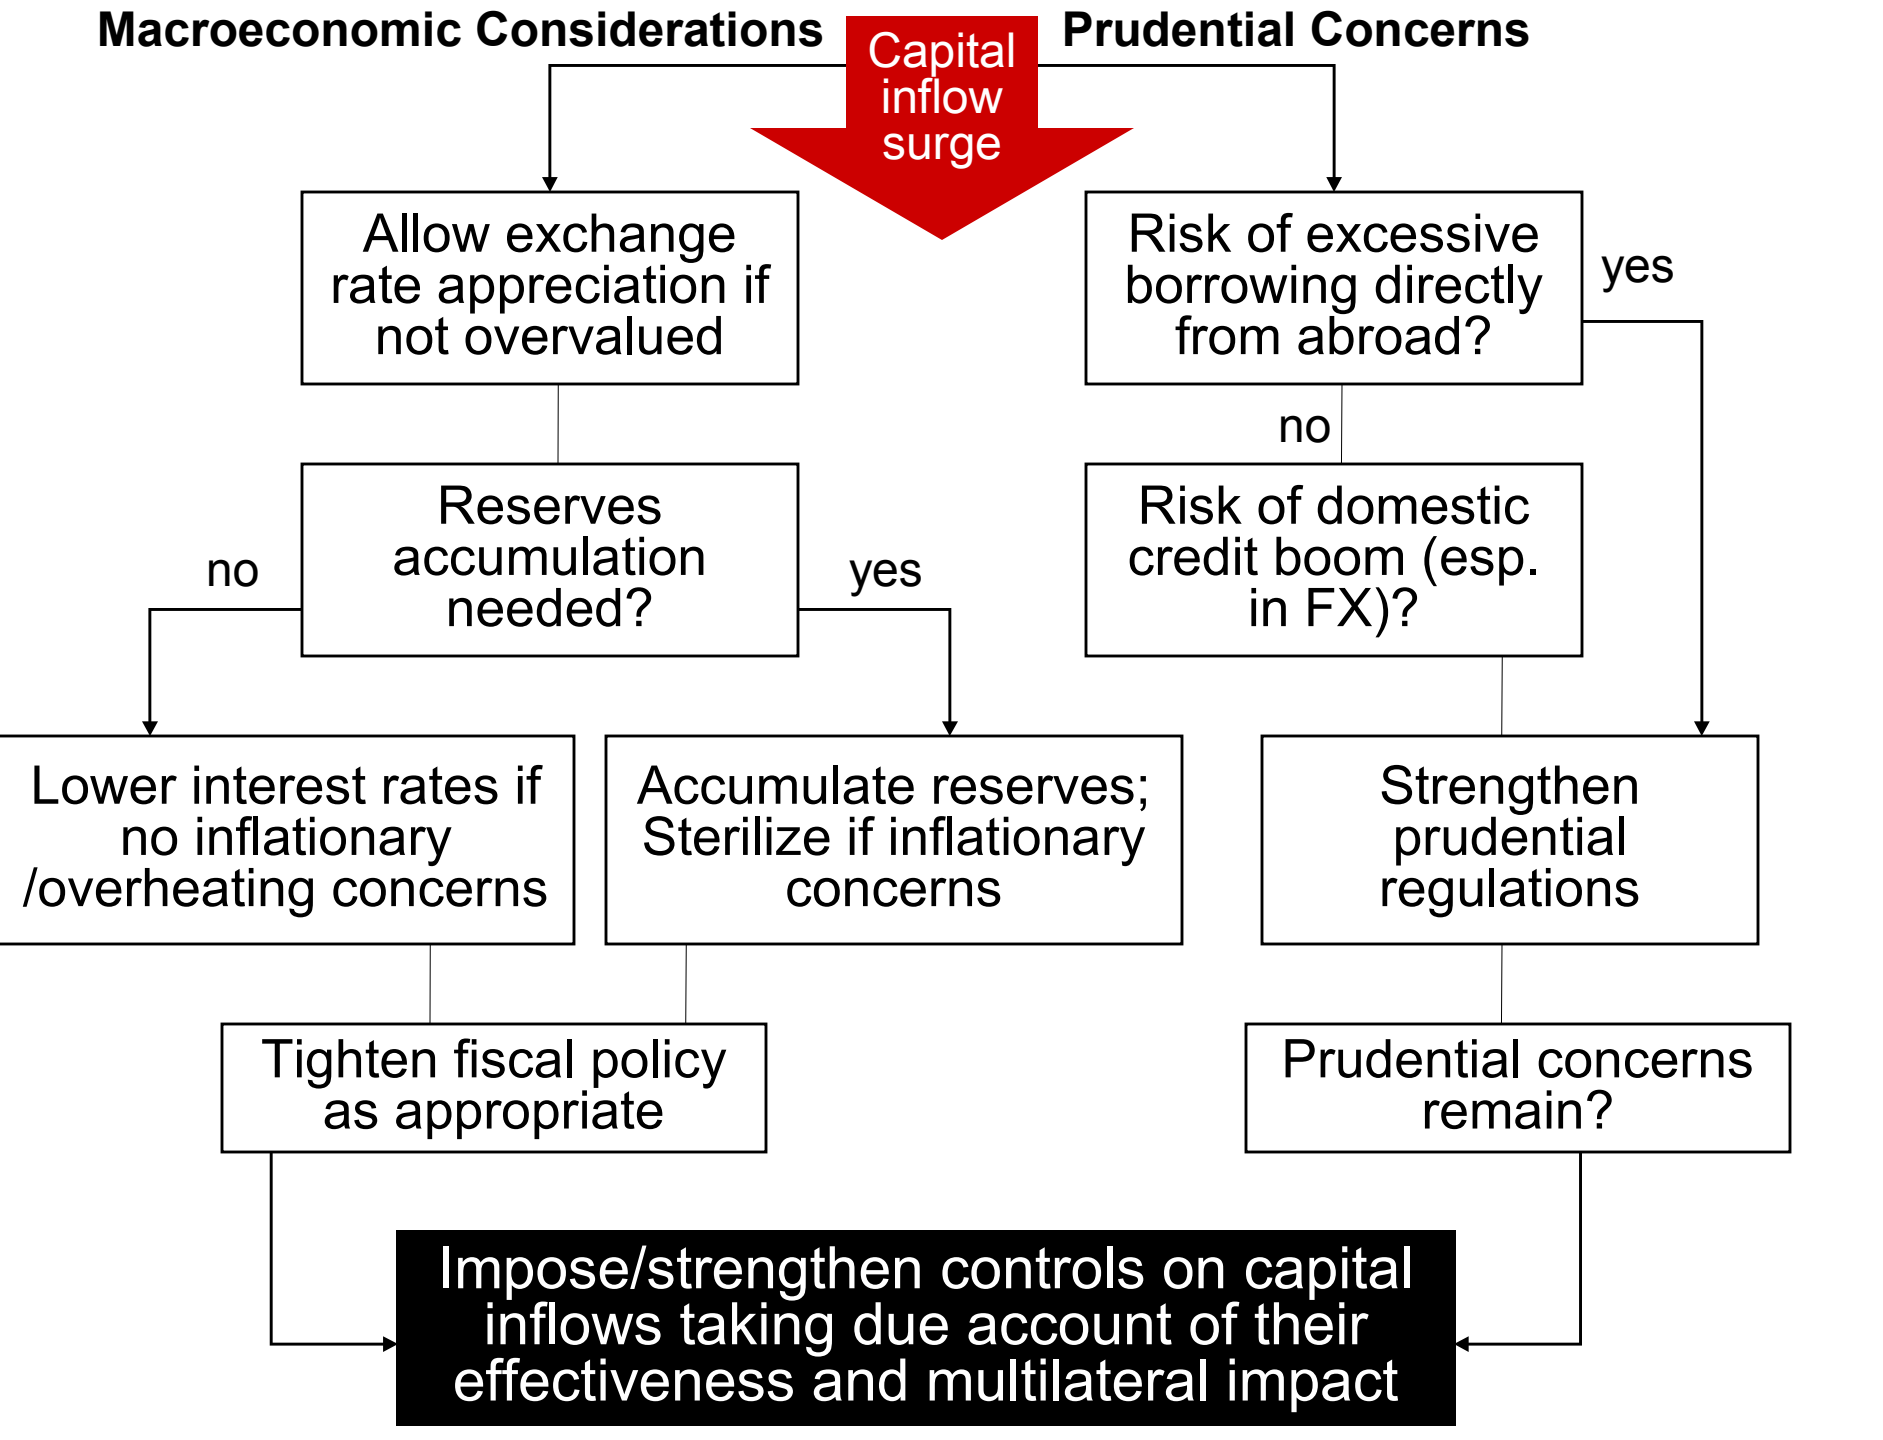 Macroeconomic Considerations
Prudential Concerns
Capital
inflow
surge
Allow exchange
rate appreciation if
not overvalued
Risk of excessive
borrowing directly
from abroad?
yes
no
Reserves
accumulation
needed?
no
yes
Risk of domestic
credit boom (esp.
in FX)?
Lower interest rates if
no inflationary
/overheating concerns
Accumulate reserves;
Sterilize if inflationary
concerns
Strengthen
prudential
regulations
Tighten fiscal policy
as appropriate
Prudential concerns
remain?
Impose/strengthen controls on capital
inflows taking due account of their
effectiveness and multilateral impact